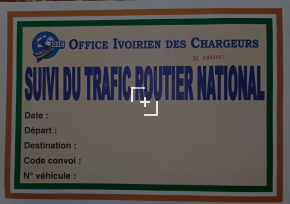 OFFICE IVOIRIEN DES CHARGEURS
SUIVI DU TRAFIC ROUTIER NATIONAL
Date :
Départ :
Destination :
Code convoi :
N° véhicule :